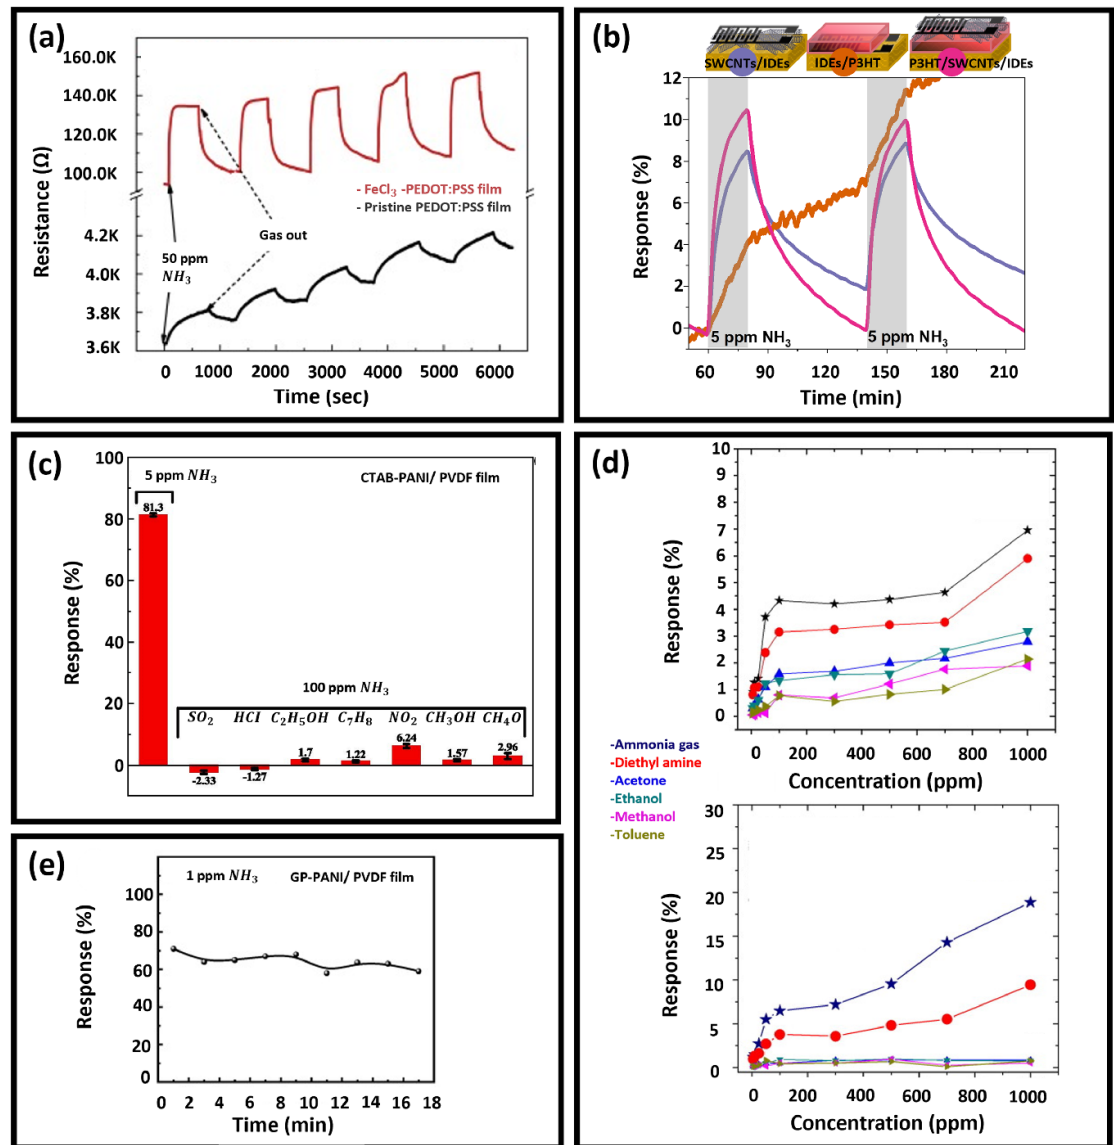 (a)
Resistance (Ω)
150.0K
140.0K
120.0K
100.0K
4.2K
4.0K
3.8K
3.6K
- FeCl3 -PEDOT:PSS film
- Pristine PEDOT:PSS film
Gas out
50 ppm
NH3
0 1000 2000 3000 4000 5000 6000
Time (sec)
(b)
SWCNTs/IDEs IDEs/P3HT P3HT/SWCNTs/IDEs
Response (%)
12
10
8
6
4
2
0
5 ppm NH3 5 ppm NH3
60 90 120 150 180 210
Time (min)
(c)
Response (%)
100
80
60
40
20
0
5 ppm NH3
CTAB-PANI/ PVDF film
81.3
100 ppm NH3
SO2 HCI C2H5OH C7H8 NO2 CH3OH CH4O
-2.33 -1.27 1.7 1.22 6.24 1.57 2.96
(d)
Response (%)
10
9
8
7
6
5
4
3
2
1
0
0 200 400 600 800 1000
Concentration (ppm)
-Ammonia gas
-Diethyl amine
-Acetone
-Ethanol
-Methanol
-Toluene
Response (%)
25
20
25
20
15
10
5
0
0 200 400 600 800 1000
Concentration (ppm)
(e)
1 ppm NH3 GP-PANI/ PVDF film
Response (%)
100
80
60
40
20
0
0 2 4 6 8 10 12 14 16 18
Time (min)